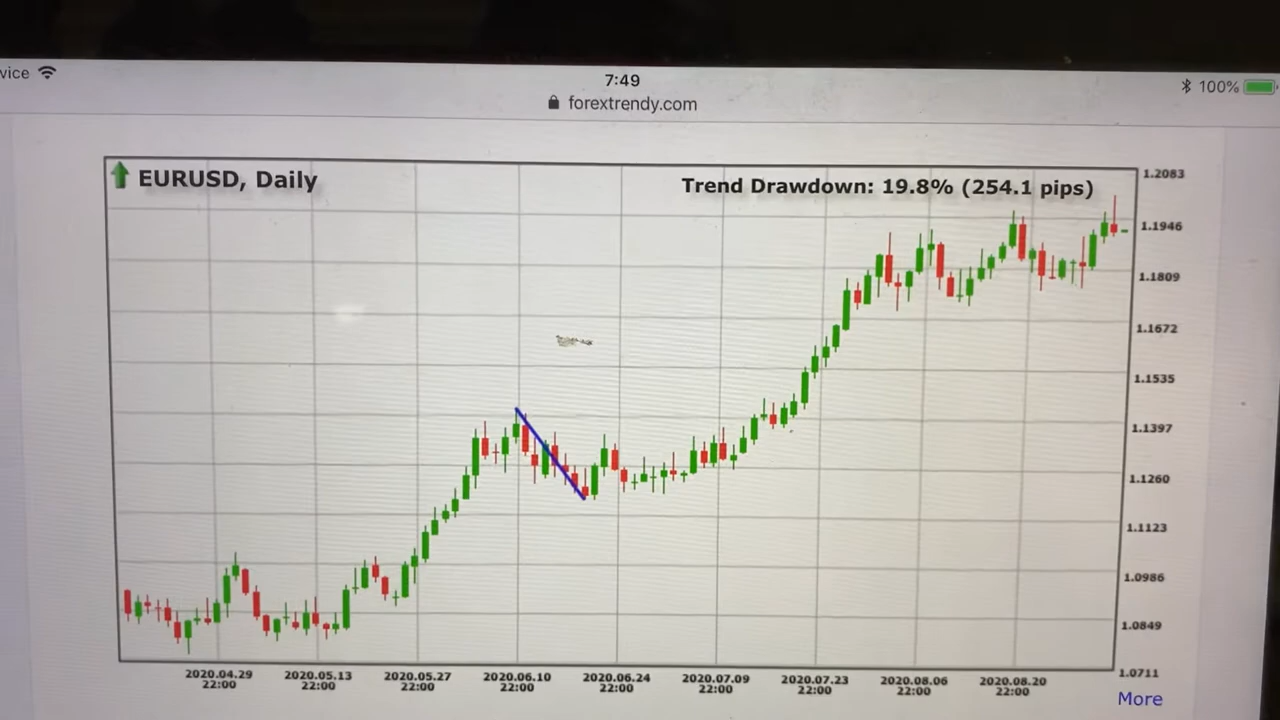 vice
7:49
100%
forextrendy.com
EURUSD, Daily
Trend Drawdown: 19.8% (254.1 pips)
1.2083
1.1946
1.1809
1.1672
1.1535
1.1397
1.1260
1.1123
1.0986
1.0849
1.0711
2020.04.29 2020.05.13 2020.05.27 2020.06.10 2020.06.24 2020.07.09 2020.07.23 2020.08.06 2020.08.20
22:00 22:00 22:00 22:00 22:00 22:00 22:00 22:00 22:00
More